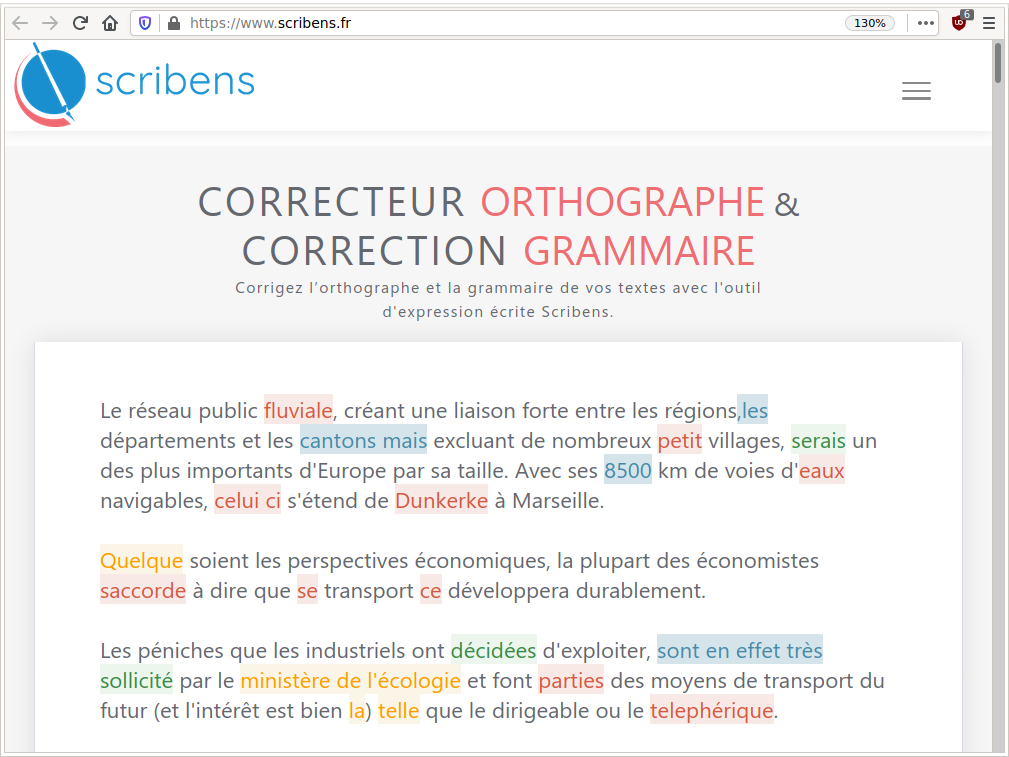 https://www.scribens.fr
130%
6
scribens
CORRECTEUR ORTHOGRAPHE &
CORRECTION GRAMMAIRE
Corrigez l’orthographe et la grammaire de vos textes avec l'outil
d'expression écrite Scribens.
Le réseau public fluviale, créant une liaison forte entre les régions,les
départements et les cantons mais excluant de nombreux petit villages, serais un
des plus importants d'Europe par sa taille. Avec ses 8500 km de voies d'eaux
navigables, celui ci s'étend de Dunkerke à Marseille.
Quelque soient les perspectives économiques, la plupart des économistes
saccorde à dire que se transport ce développera durablement.
Les péniches que les industriels ont décidées d'exploiter, sont en effet très
sollicité par le ministère de l'écologie et font parties des moyens de transport du
futur (et l'intérêt est bien la) telle que le dirigeable ou le telephérique.